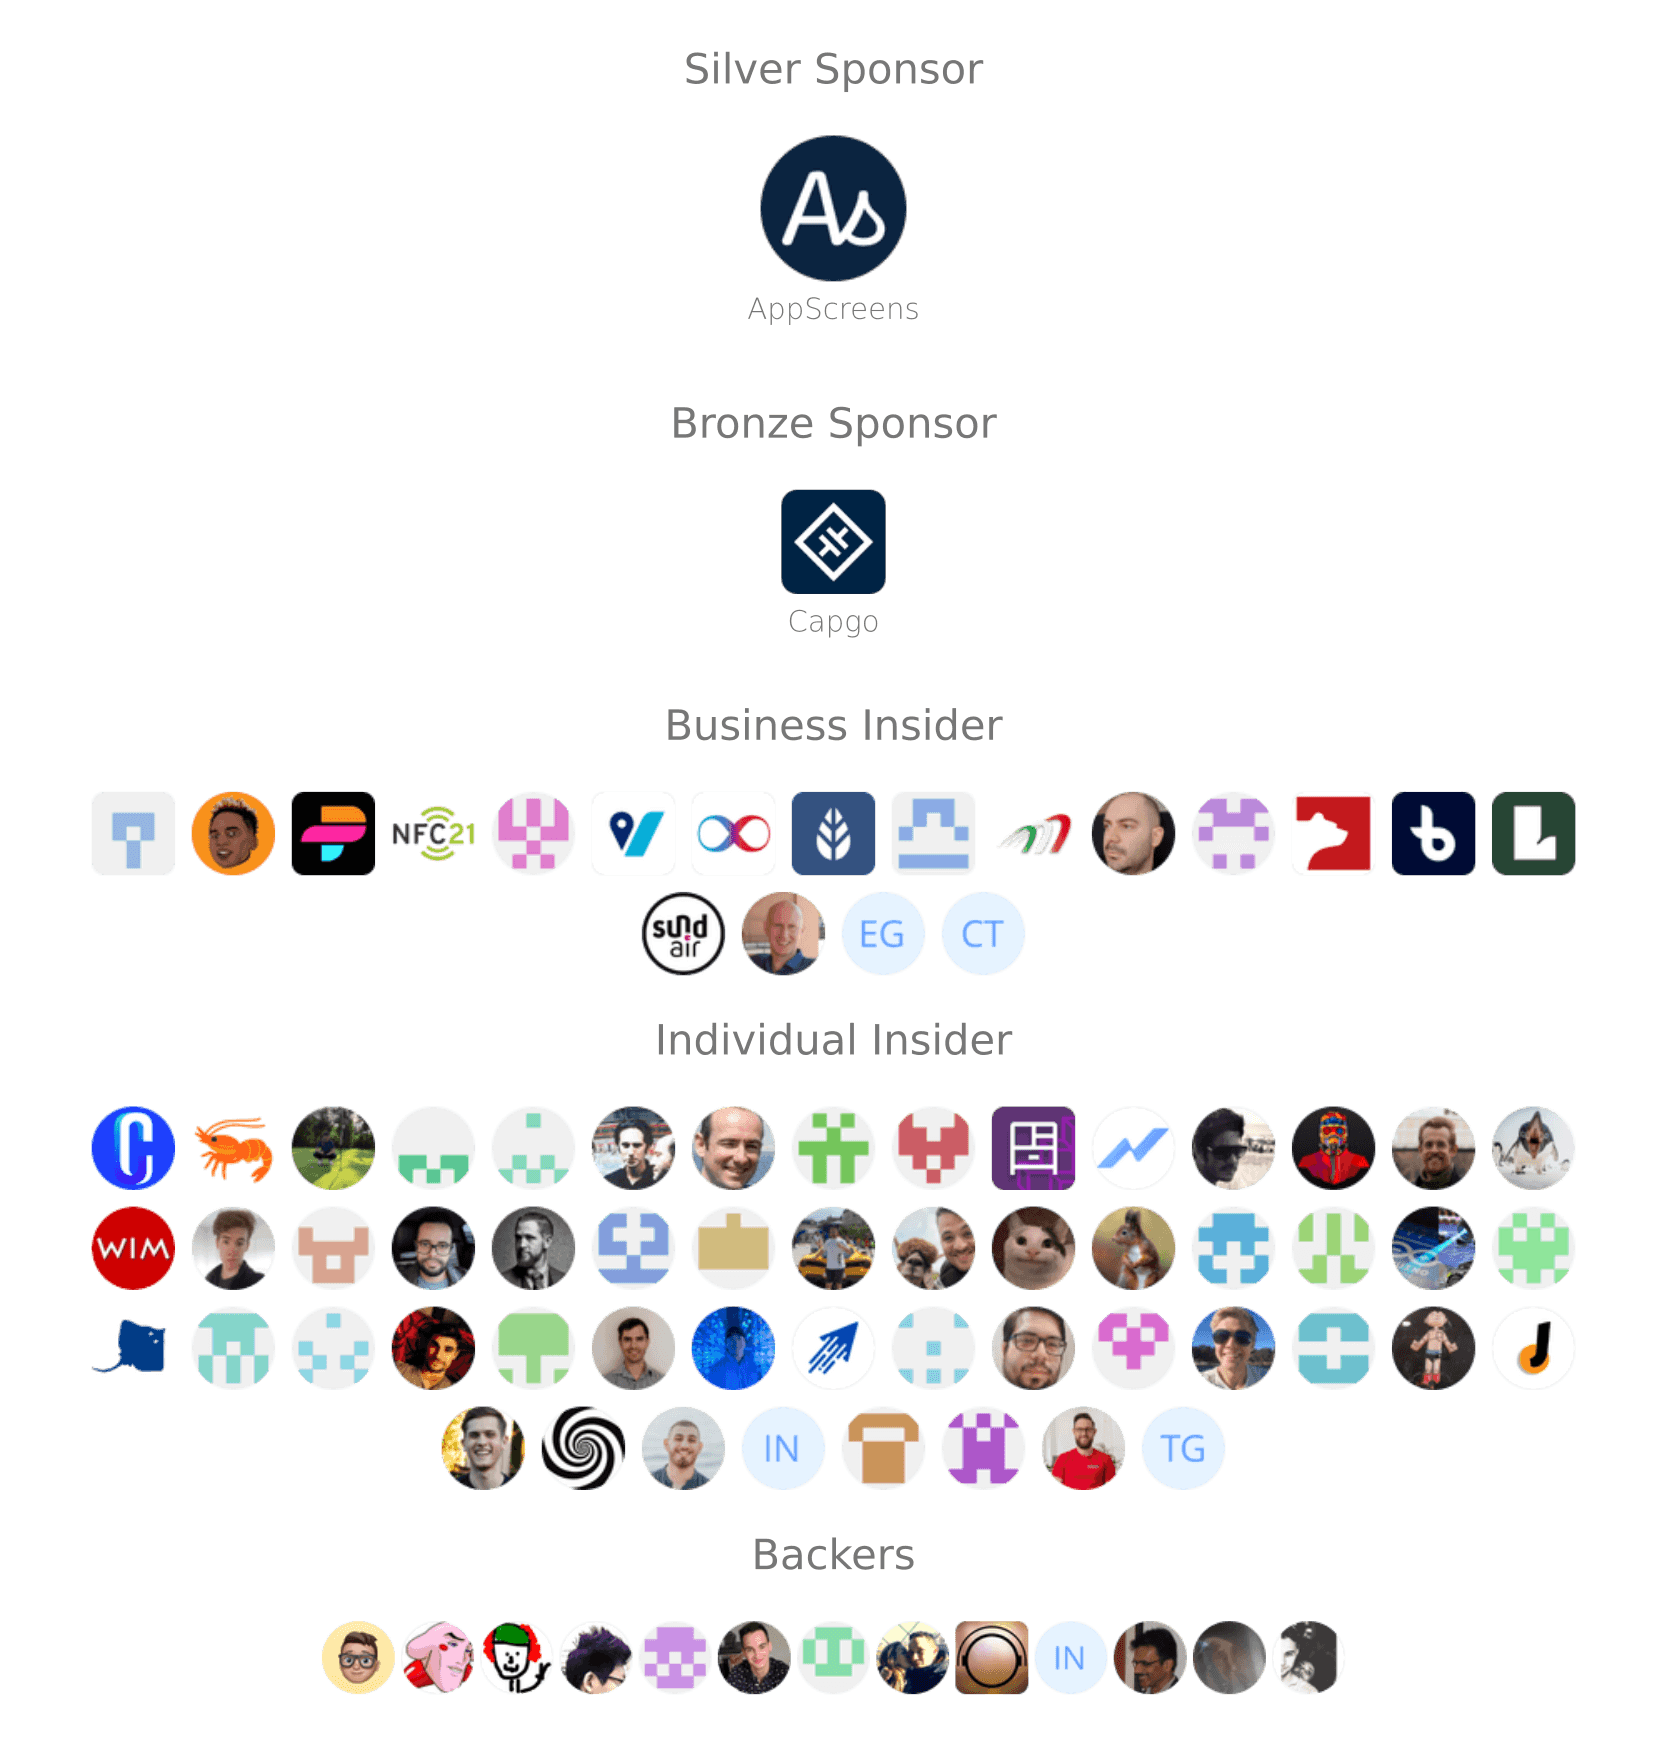 Silver Sponsor
As
AppScreens
Bronze Sponsor
Capgo
Business Insider
NFC21
sund
air
EG
CT
Individual Insider
WIM
IN
TG
Backers
IN